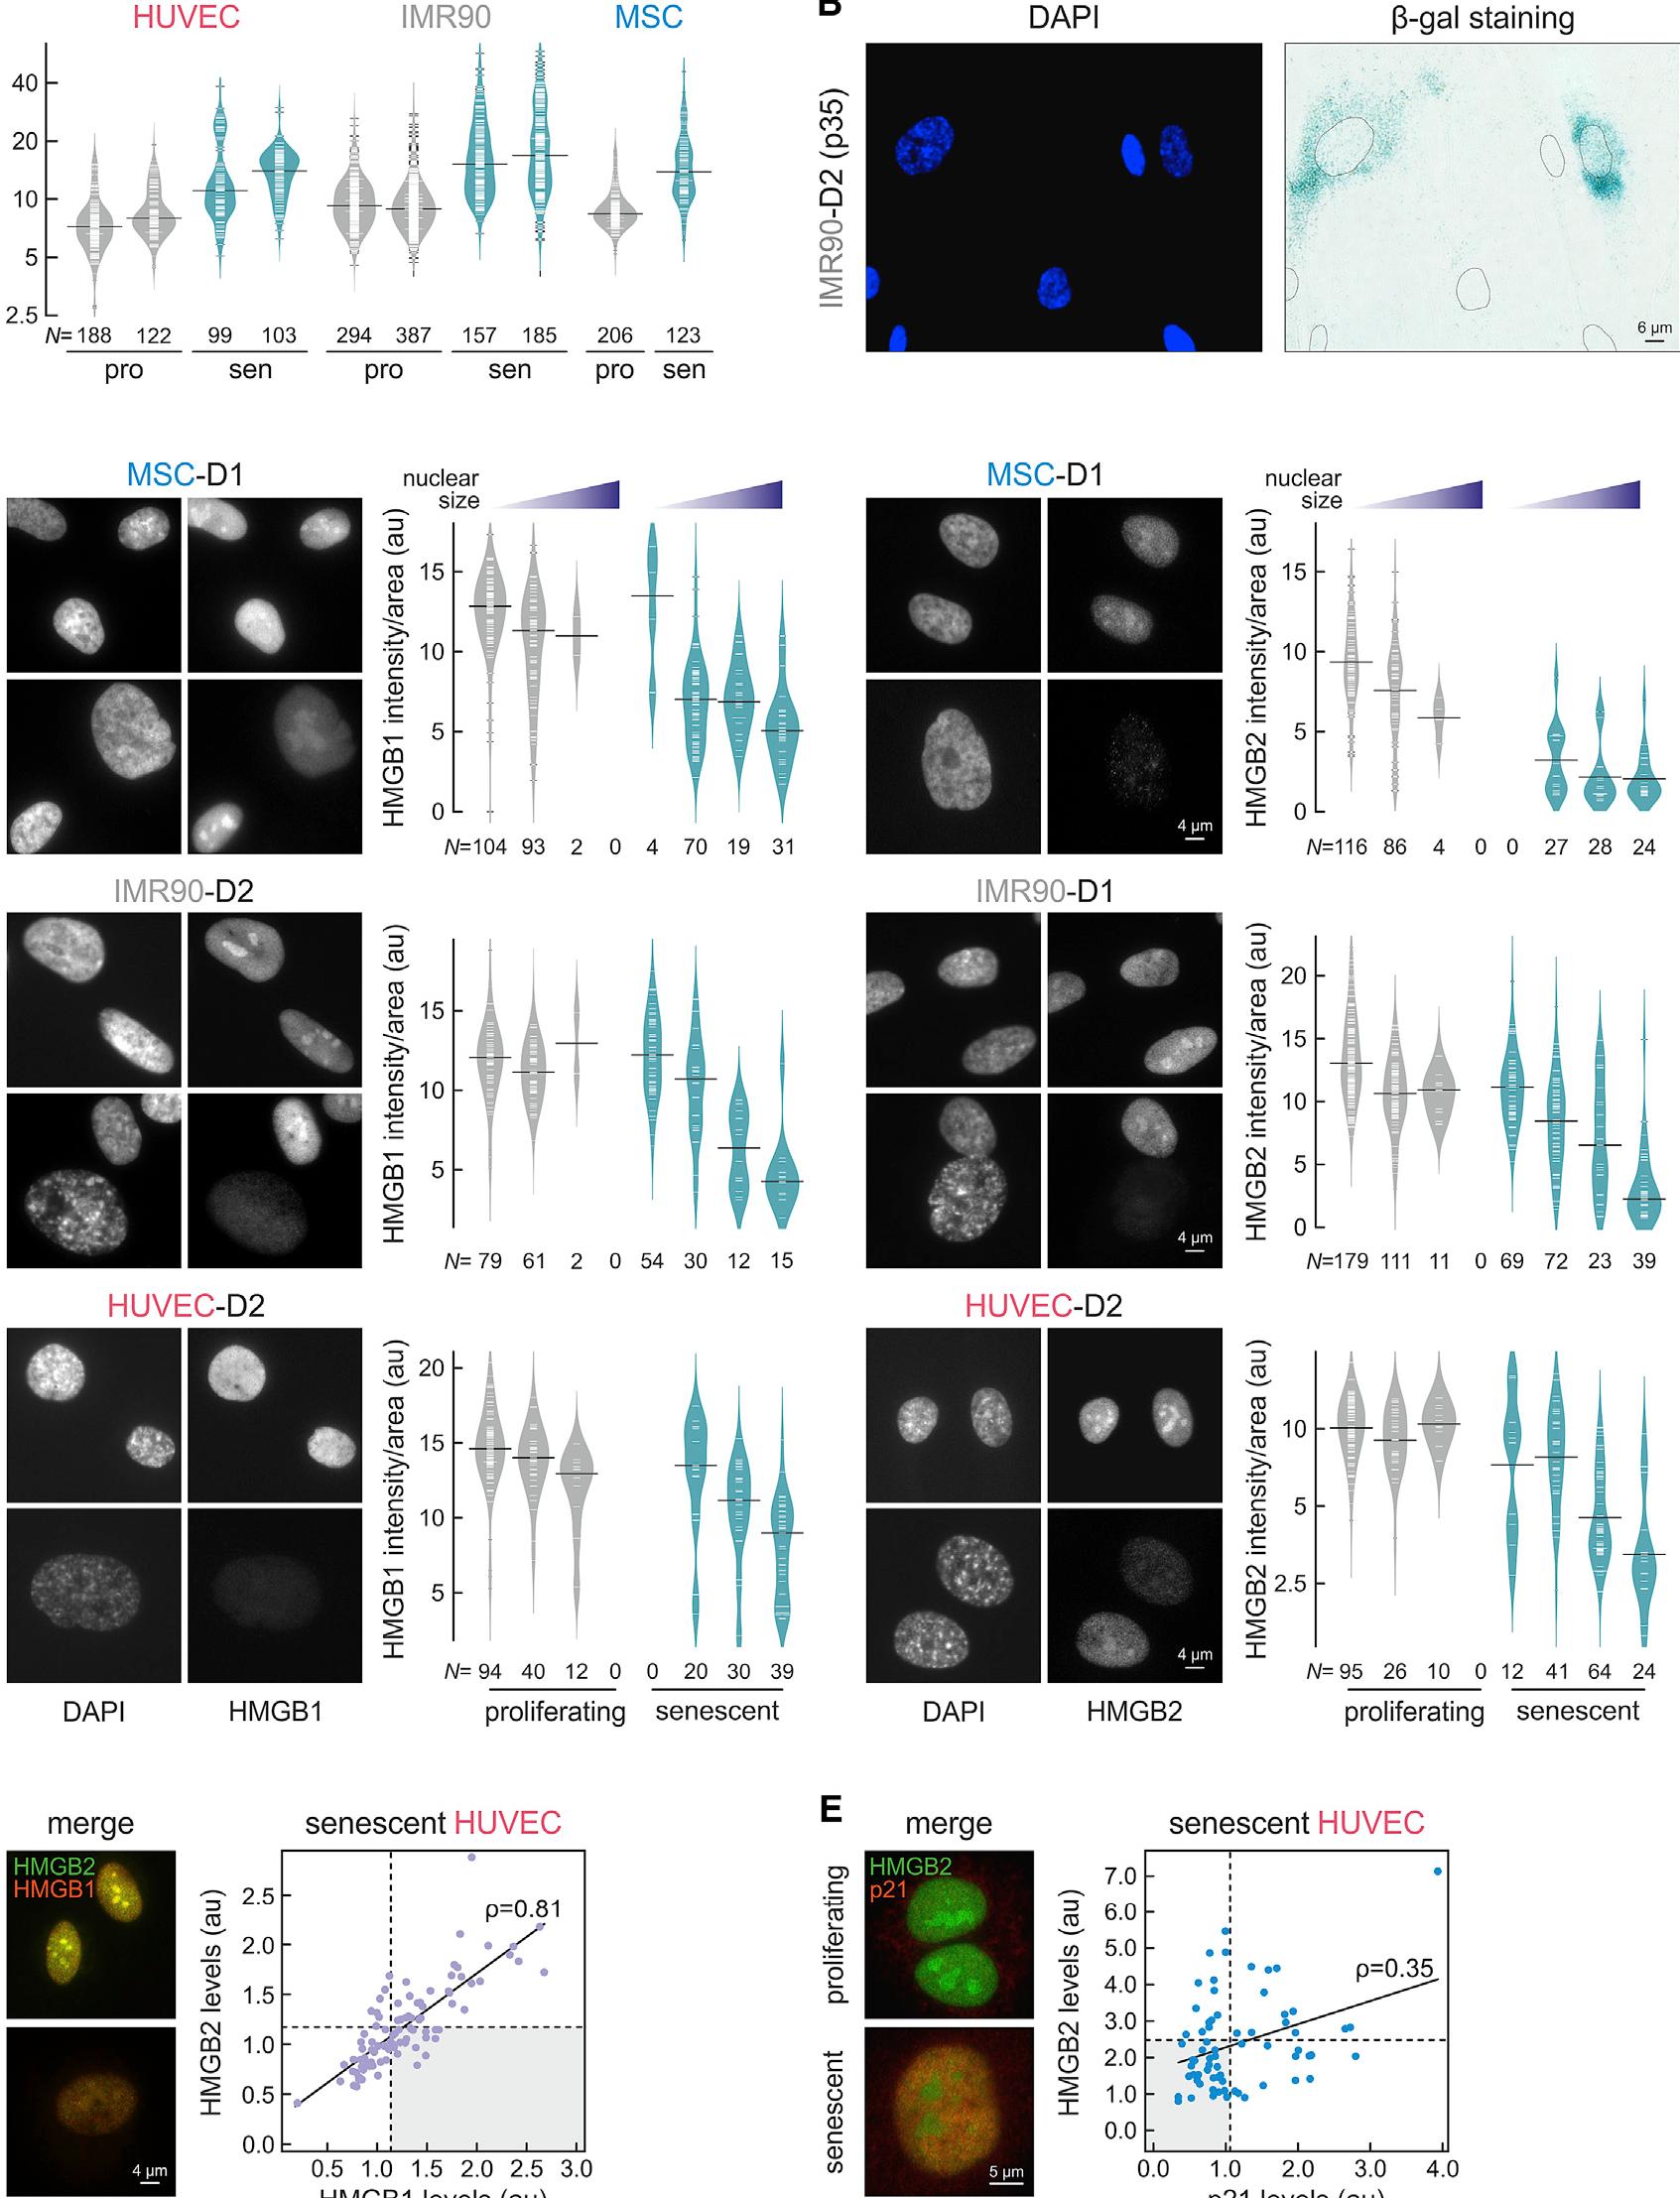 HUVEC IMR90 MSC
40
20
10
5
2.5
N= 188 122 99 103 294 387 157 185 206 123
pro sen pro sen pro sen
B
DAPI β-gal staining
IMR90-D2 (p35)
6 µm
MSC-D1
nuclear
size
HMGB1 intensity/area (au)
15
10
5
0
N=104 93 2 0 4 70 19 31
MSC-D1
4 µm
nuclear
size
HMGB2 intensity/area (au)
15
10
5
0
N=116 86 4 0 0 27 28 24
IMR90-D2
HMGB1 intensity/area (au)
15
10
5
N= 79 61 2 0 54 30 12 15
IMR90-D1
4 µm
HMGB2 intensity/area (au)
20
15
10
5
0
N=179 111 11 0 69 72 23 39
HUVEC-D2
HMGB1 intensity/area (au)
20
15
10
5
N= 94 40 12 0 0 20 30 39
DAPI HMGB1 proliferating senescent
HUVEC-D2
4 µm
HMGB2 intensity/area (au)
10
5
2.5
N= 95 26 10 0 12 41 64 24
DAPI HMGB2 proliferating senescent
merge
HMGB2
HMGB1
4 µm
senescent HUVEC
HMGB2 levels (au)
2.5
2.0
1.5
1.0
0.5
0.0
ρ=0.81
0.5 1.0 1.5 2.0 2.5 3.0
HMGB1 levels (au)
E
merge
proliferating
HMGB2
p21
senescent
5 µm
senescent HUVEC
HMGB2 levels (au)
7.0
6.0
5.0
4.0
3.0
2.0
1.0
0.0
ρ=0.35
0.0 1.0 2.0 3.0 4.0
p21 levels (au)